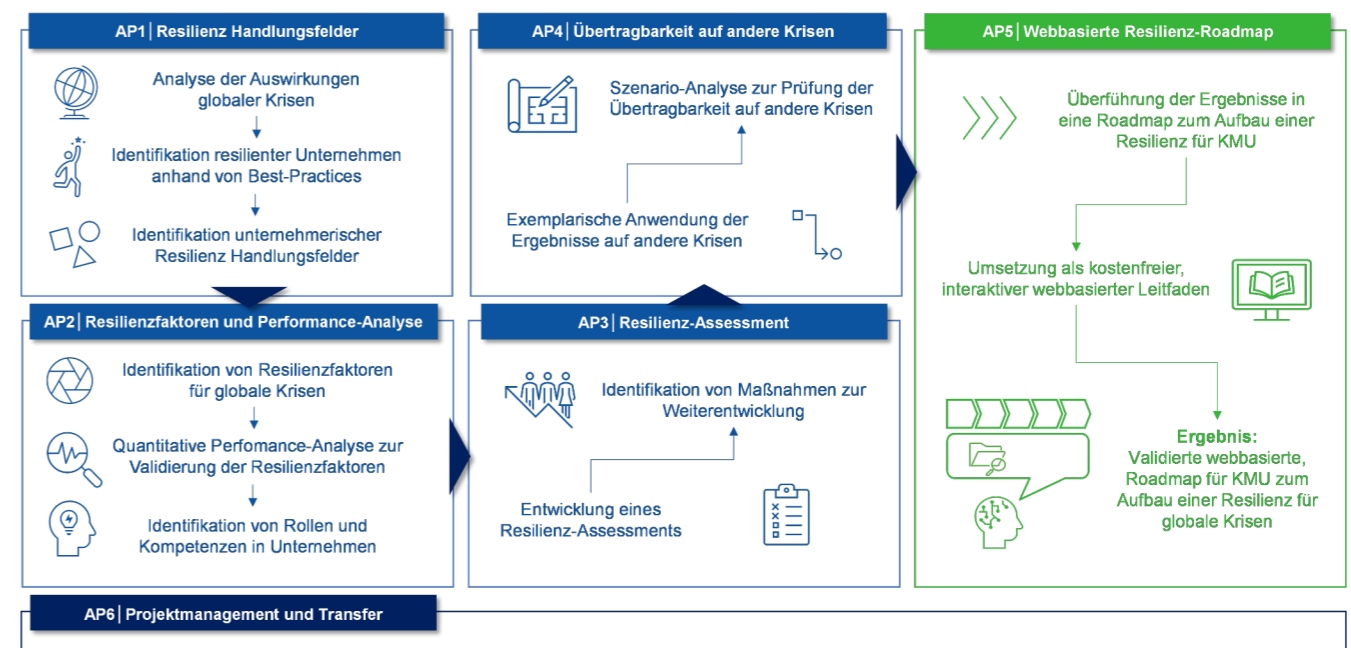 AP1|Resilienz Handlungsfelder
Analyse der Auswirkungen
globaler Krisen
Identifikation resilienter Unternehmen
anhand von Best-Practices
Identifikation unternehmerischer
Resilienz Handlungsfelder
AP2|Resilienzfaktoren und Performance-Analyse
Identifikation von Resilienzfaktoren
für globale Krisen
Quantitative Perfomance-Analyse zur
Validierung der Resilienzfaktoren
Identifikation von Rollen und
Kompetenzen in Unternehmen
AP3|Resilienz-Assessment
Identifikation von Maßnahmen zur
Weiterentwicklung
Entwicklung eines
Resilienz-Assessments
AP4|Übertragbarkeit auf andere Krisen
Szenario-Analyse zur Prüfung der
Übertragbarkeit auf andere Krisen
Exemplarische Anwendung der
Ergebnisse auf andere Krisen
AP5|Webbasierte Resilienz-Roadmap
Überführung der Ergebnisse in
eine Roadmap zum Aufbau einer
Resilienz für KMU
Umsetzung als kostenfreier,
interaktiver webbasierter Leitfaden
Ergebnis:
Validierte webbasierte,
Roadmap für KMU zum
Aufbau einer Resilienz für
globale Krisen
AP6|Projektmanagement und Transfer